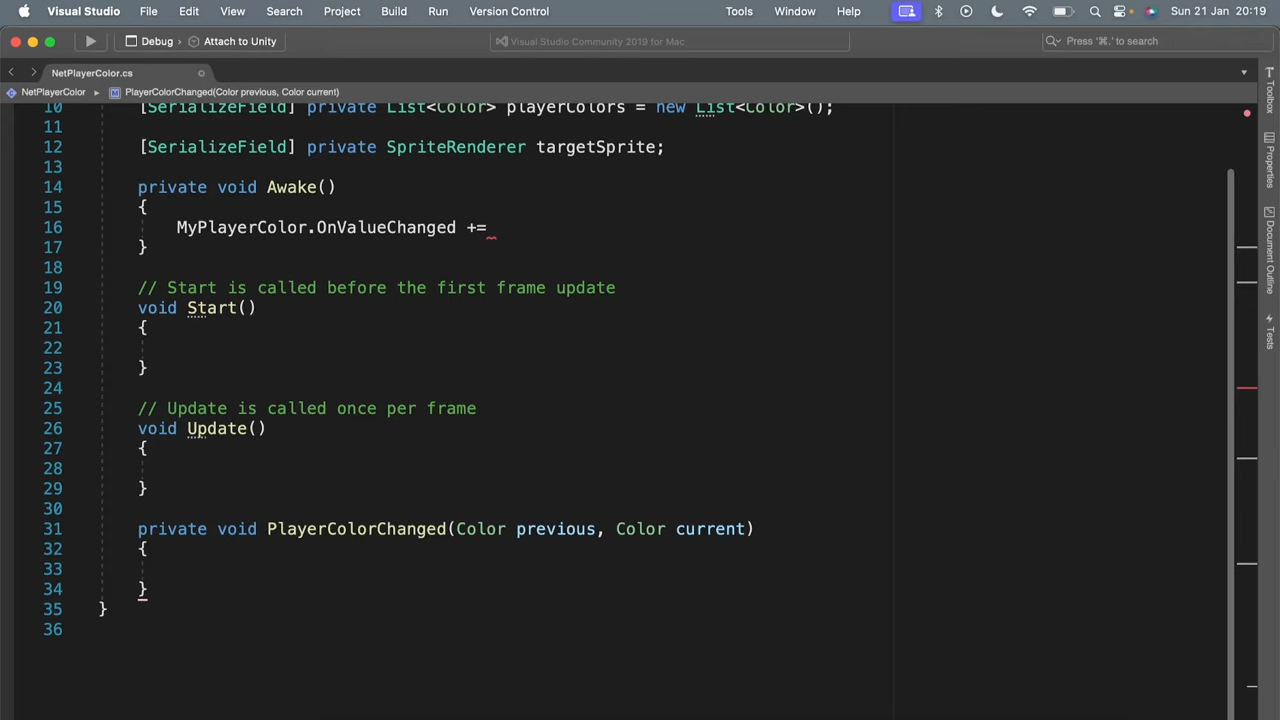 Visual Studio File Edit View Search Project Build Run Version Control Tools Window Help Sun 21 Jan 20:19
Debug Attach to Unity Visual Studio Community 2019 for Mac Press '⌘.' to search
NetPlayerColor.cs
NetPlayerColor PlayerColorChanged(Color previous, Color current)
10 [SerializeField] private List<Color> playerColors = new List<Color>();
11
12 [SerializeField] private SpriteRenderer targetSprite;
13
14 private void Awake()
15 {
16 MyPlayerColor.OnValueChanged +=
17 }
18
19 // Start is called before the first frame update
20 void Start()
21 {
22
23 }
24
25 // Update is called once per frame
26 void Update()
27 {
28
29 }
30
31 private void PlayerColorChanged(Color previous, Color current)
32 {
33
34 }
35 }
36
Toolbox
Properties
Document Outline
Tests